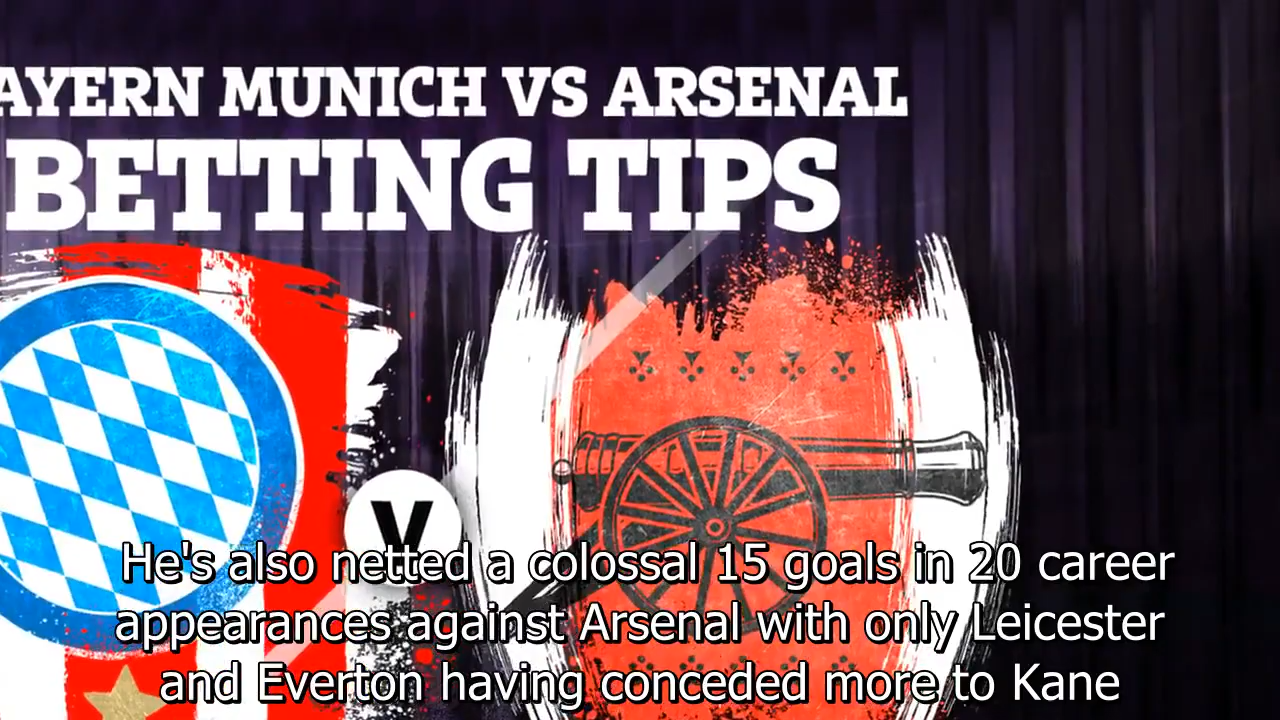 AYERN MUNICH VS ARSENAL
BETTING TIPS
V
He's also netted a colossal 15 goals in 20 career
appearances against Arsenal with only Leicester
and Everton having conceded more to Kane